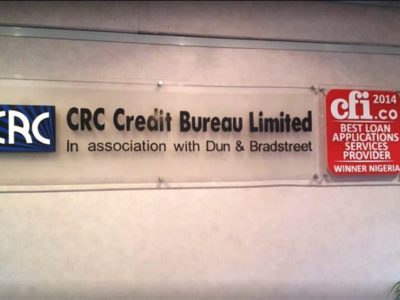 CRC
CRC Credit Bureau Limited
In association with Dun & Bradstreet
cfi 2014
.co
BEST LOAN
APPLICATIONS
SERVICES
PROVIDER
WINNER NIGERIA